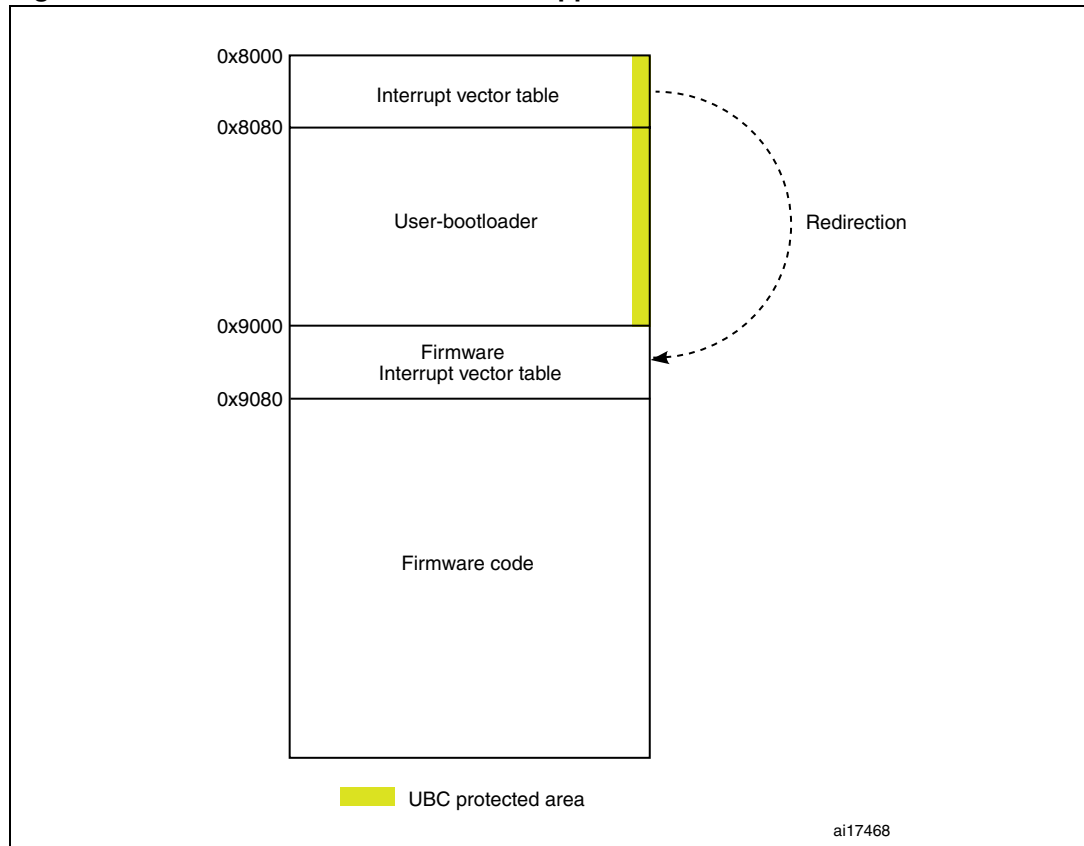 0x8000
Interrupt vector table
0x8080
User-bootloader
Redirection
0x9000
Firmware
Interrupt vector table
0x9080
Firmware code
UBC protected area
ai17468